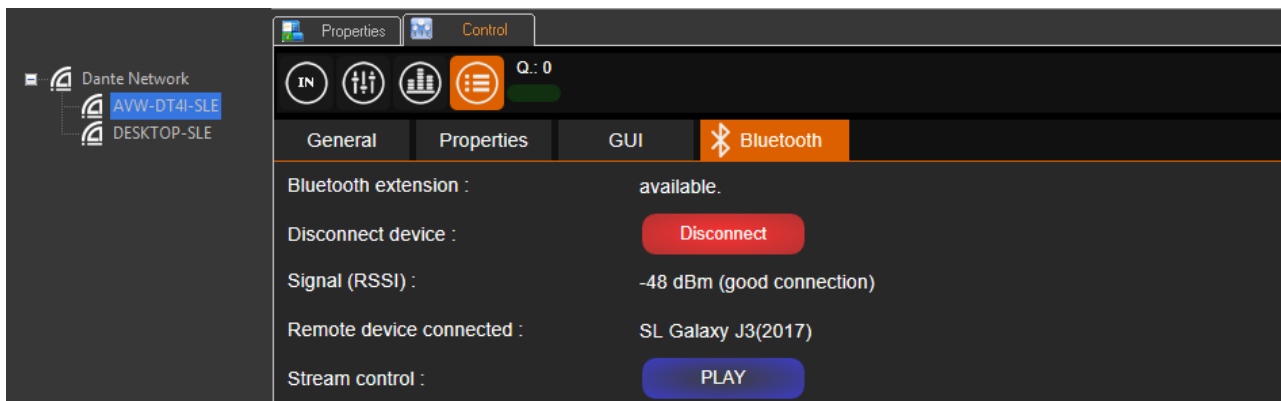 Properties
Control
Dante Network
AVW-DT4I-SLE
DESKTOP-SLE
IN
Q.: 0
General
Properties
GUI
Bluetooth
Bluetooth extension :
available.
Disconnect device :
Disconnect
Signal (RSSI) :
-48 dBm (good connection)
Remote device connected :
SL Galaxy J3(2017)
Stream control :
PLAY